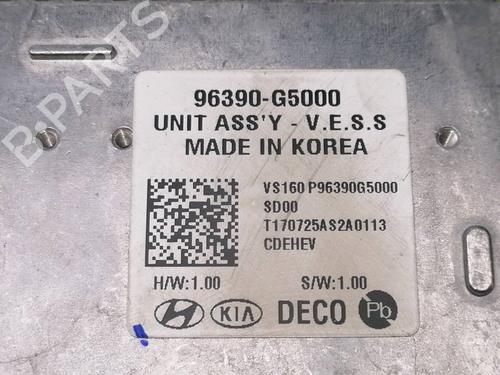 B-PARTS
96390-G5000
UNIT ASS'Y - V.E.S.S
MADE IN KOREA
VS160 P96390G5000
SD00
T170725AS2A0113
CDEHEV
H/W:1.00 S/W:1.00
KIA DECO Pb